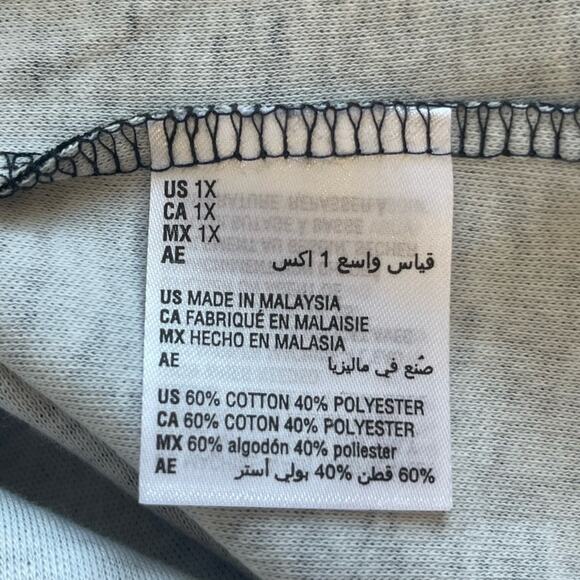 US 1X
CA 1X
MX 1X
AE قياس واسع 1 اكس
US MADE IN MALAYSIA
CA FABRIQUÉ EN MALAISIE
MX HECHO EN MALASIA
AE صنع في ماليزيا
US 60% COTTON 40% POLYESTER
CA 60% COTON 40% POLYESTER
MX 60% algodón 40% poliester
AE 60% قطن 40% بولي أستر